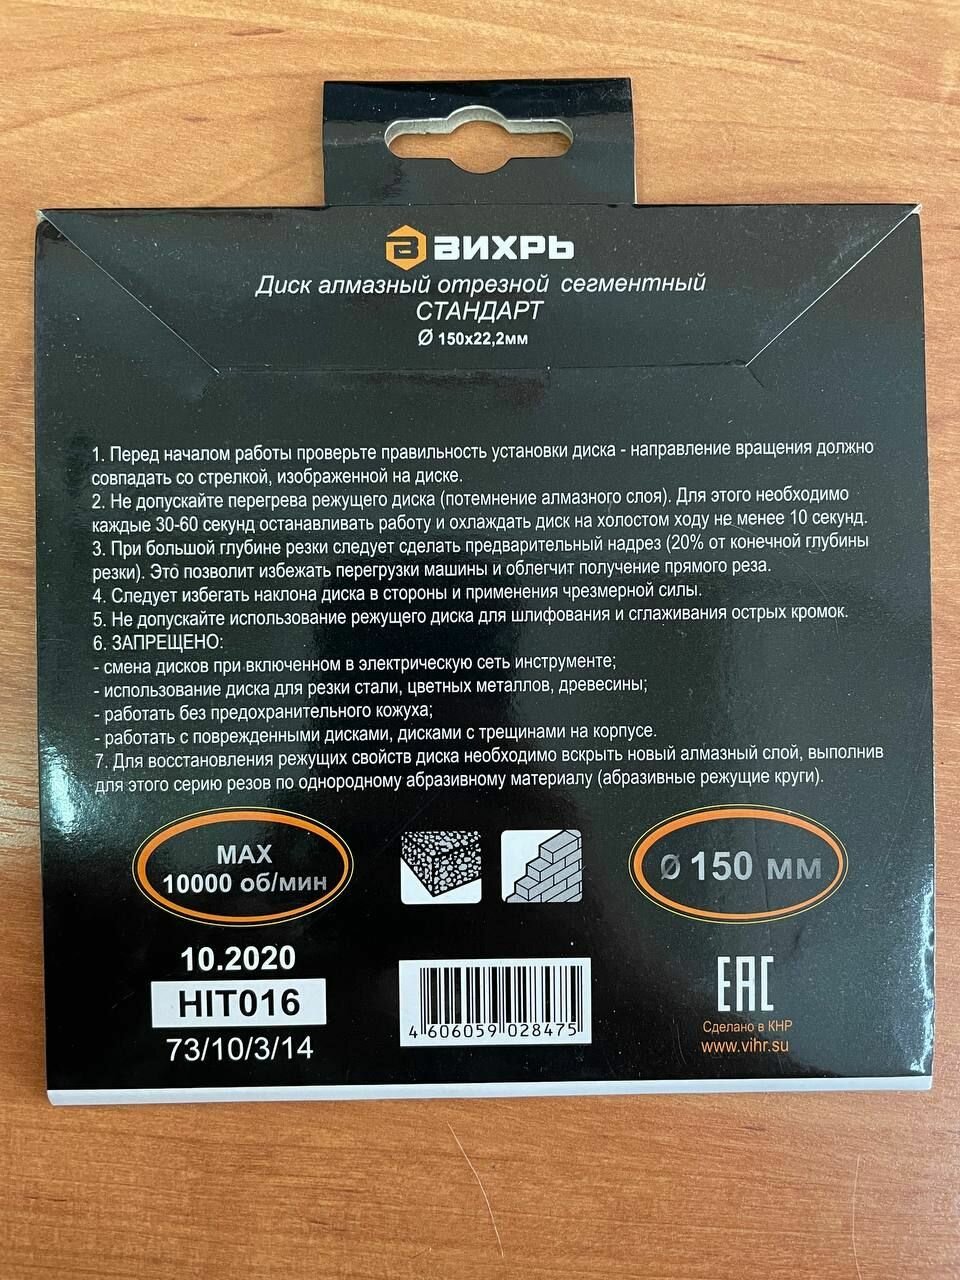 ВИХРЬ
Диск алмазный отрезной сегментный
СТАНДАРТ
Ø 150x22,2мм
1. Перед началом работы проверьте правильность установки диска - направление вращения должно
совпадать со стрелкой, изображенной на диске.
2. Не допускайте перегрева режущего диска (потемнение алмазного слоя). Для этого необходимо
каждые 30-60 секунд останавливать работу и охлаждать диск на холостом ходу не менее 10 секунд.
3. При большой глубине резки следует сделать предварительный надрез (20% от конечной глубины
резки). Это позволит избежать перегрузки машины и облегчит получение прямого реза.
4. Следует избегать наклона диска в стороны и применения чрезмерной силы.
5. Не допускайте использование режущего диска для шлифования и сглаживания острых кромок.
6. ЗАПРЕЩЕНО:
- смена дисков при включенном в электрическую сеть инструменте;
- использование диска для резки стали, цветных металлов, древесины;
- работать без предохранительного кожуха;
- работать с поврежденными дисками, дисками с трещинами на корпусе.
7. Для восстановления режущих свойств диска необходимо вскрыть новый алмазный слой, выполнив
для этого серию резов по однородному абразивному материалу (абразивные режущие круги).
MAX
10000 об/мин
Ø 150 мм
10.2020
HIT016
73/10/3/14
4 606059 028475
EAC
Сделано в КНР
www.vihr.su